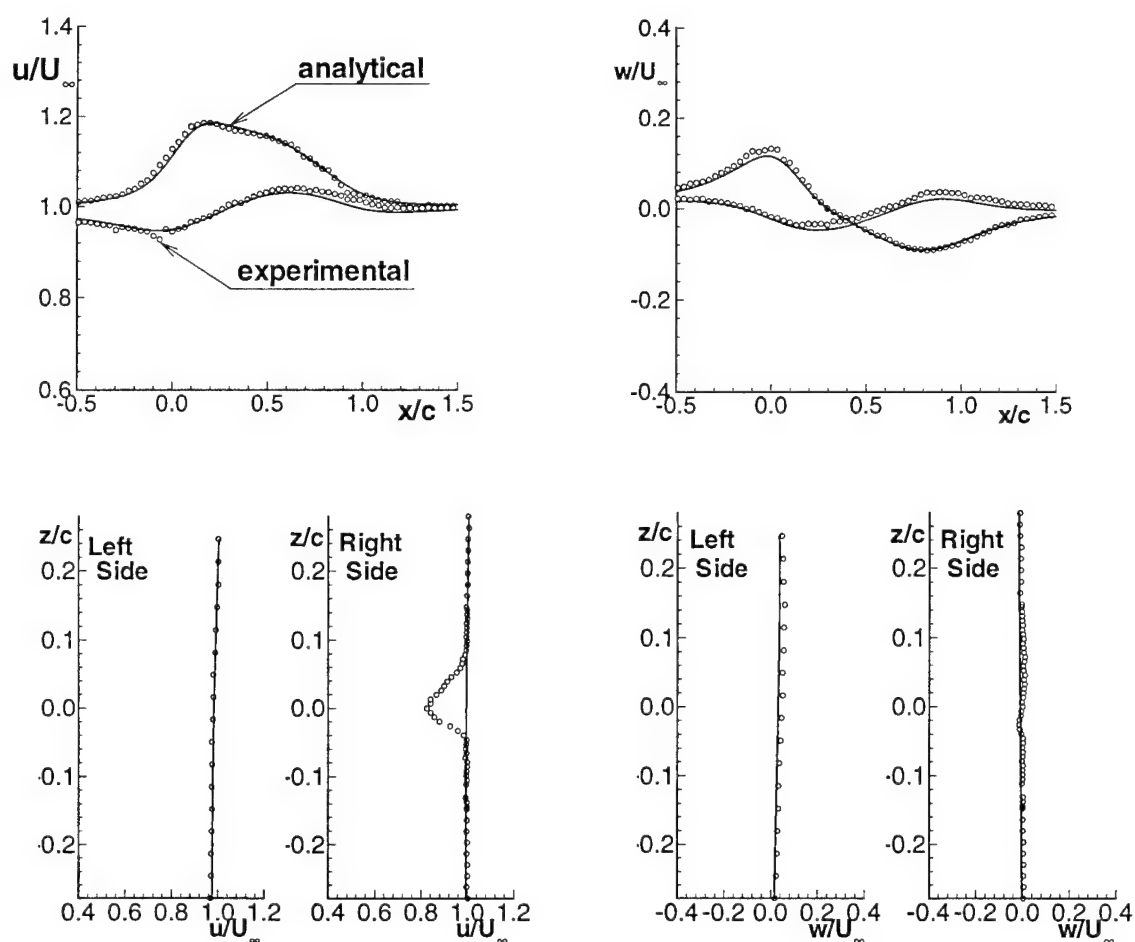 1.4
u/U∞
analytical
1.2
1.0
experimental
0.8
0.6
-0.5 0.0 0.5 1.0 1.5
x/c
0.4
w/U∞
0.2
0.0
-0.2
-0.4
-0.5 0.0 0.5 1.0 1.5
x/c
z/c
Left
Side
0.2
0.1
0.0
-0.1
-0.2
0.4 0.6 0.8 1.0 1.2
u/U∞
z/c
Right
Side
0.2
0.1
0.0
-0.1
-0.2
0.4 0.6 0.8 1.0 1.2
u/U∞
z/c
Left
Side
0.2
0.1
0.0
-0.1
-0.2
-0.4 -0.2 0.0 0.2 0.4
w/U∞
z/c
Right
Side
0.2
0.1
0.0
-0.1
-0.2
-0.4 -0.2 0.0 0.2 0.4
w/U∞